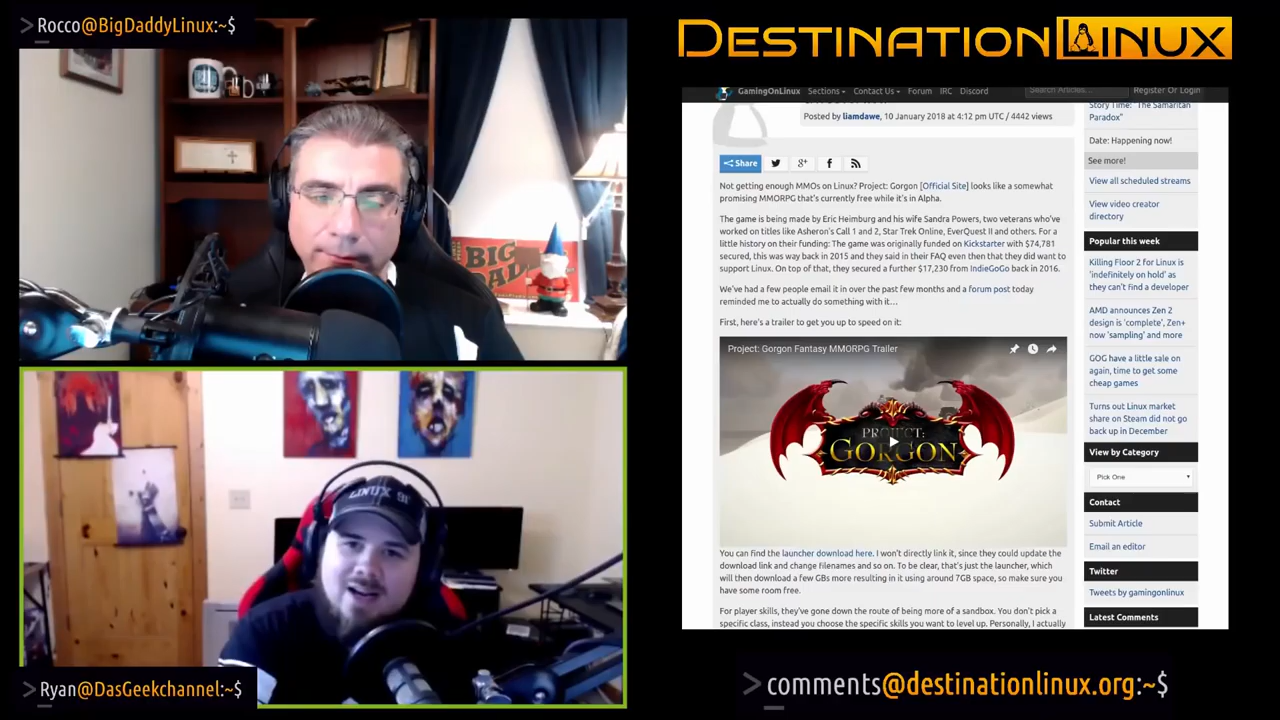 > Rocco@BigDaddyLinux:~$
BIG
> Ryan@DasGeekchannel:~$
LINUX
DESTINATION LINUX
GamingOnLinux Sections Contact Us Forum IRC Discord Search Articles... Register Or Login
Posted by liamdawe, 10 January 2018 at 4:12 pm UTC / 4442 views
Share
Not getting enough MMOs on Linux? Project: Gorgon [Official Site] looks like a somewhat
promising MMORPG that's currently free while it's in Alpha.
The game is being made by Eric Heimburg and his wife Sandra Powers, two veterans who've
worked on titles like Asheron's Call 1 and 2, Star Trek Online, EverQuest II and others. For a
little history on their funding: The game was originally funded on Kickstarter with $74,781
secured, this was way back in 2015 and they said in their FAQ even then that they did want to
support Linux. On top of that, they secured a further $17,230 from IndieGoGo back in 2016.
We've had a few people email it in over the past few months and a forum post today
reminded me to actually do something with it...
First, here's a trailer to get you up to speed on it:
Project: Gorgon Fantasy MMORPG Trailer
PROJECT:
GORGON
You can find the launcher download here. I won't directly link it, since they could update the
download link and change filenames and so on. To be clear, that's just the launcher, which
will then download a few GBs more resulting in it using around 7GB space, so make sure you
have some room free.
For player skills, they've gone down the route of being more of a sandbox. You don't pick a
specific class, instead you choose the specific skills you want to level up. Personally, I actually
Story Time: "The Samaritan
Paradox"
Date: Happening now!
See more!
View all scheduled streams
View video creator
directory
Popular this week
Killing Floor 2 for Linux is
'indefinitely on hold' as
they can't find a developer
AMD announces Zen 2
design is 'complete', Zen+
now 'sampling' and more
GOG have a little sale on
again, time to get some
cheap games
Turns out Linux market
share on Steam did not go
back up in December
View by Category
Pick One
Contact
Submit Article
Email an editor
Twitter
Tweets by gamingonlinux
Latest Comments
> comments@destinationlinux.org:~$